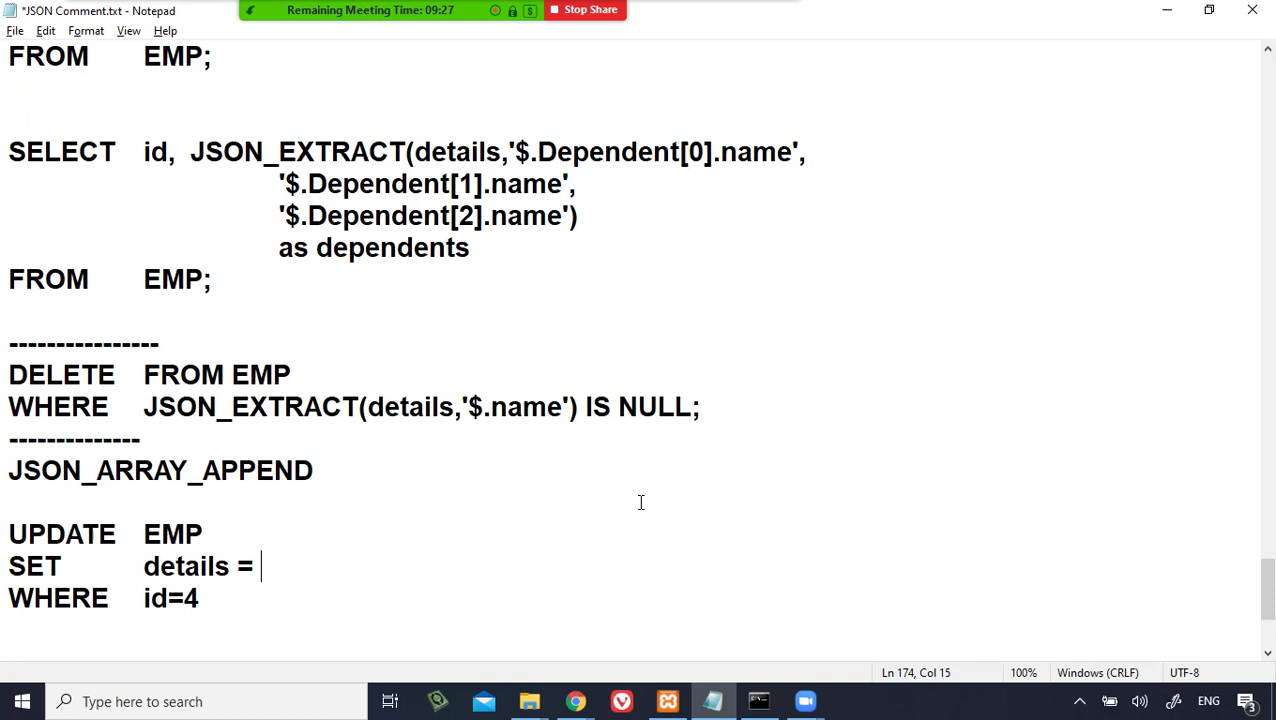 *JSON Comment.txt - Notepad
Remaining Meeting Time: 09:27
Stop Share
File Edit Format View Help
FROM EMP;
SELECT id, JSON_EXTRACT(details,'$.Dependent[0].name',
'$.Dependent[1].name',
'$.Dependent[2].name')
as dependents
FROM EMP;
----------------
DELETE FROM EMP
WHERE JSON_EXTRACT(details,'$.name') IS NULL;
--------------
JSON_ARRAY_APPEND
UPDATE EMP
SET details =
WHERE id=4
Ln 174, Col 15 100% Windows (CRLF) UTF-8
Type here to search
ENG
3